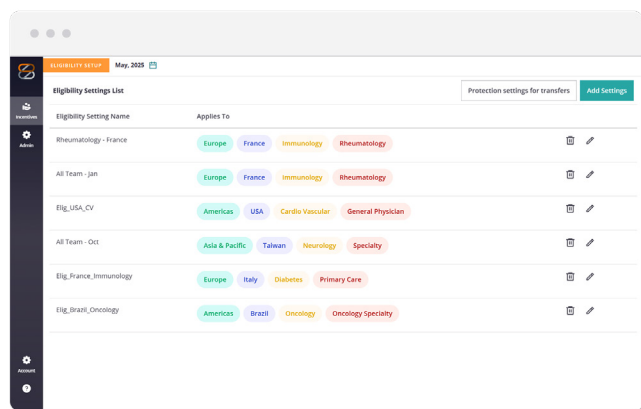 ELIGIBILITY SETUP May, 2025
Eligibility Settings List Protection settings for transfers Add Settings
Incentives
Eligibility Setting Name Applies To
Admin
Rheumatology - France Europe France Immunology Rheumatology
All Team - Jan Europe France Immunology Rheumatology
Elig_USA_CV Americas USA Cardio Vascular General Physician
All Team - Oct Asia & Pacific Taiwan Neurology Specialty
Elig_France_Immunology Europe Italy Diabetes Primary Care
Elig_Brazil_Oncology Americas Brazil Oncology Oncology Specialty
Account
?